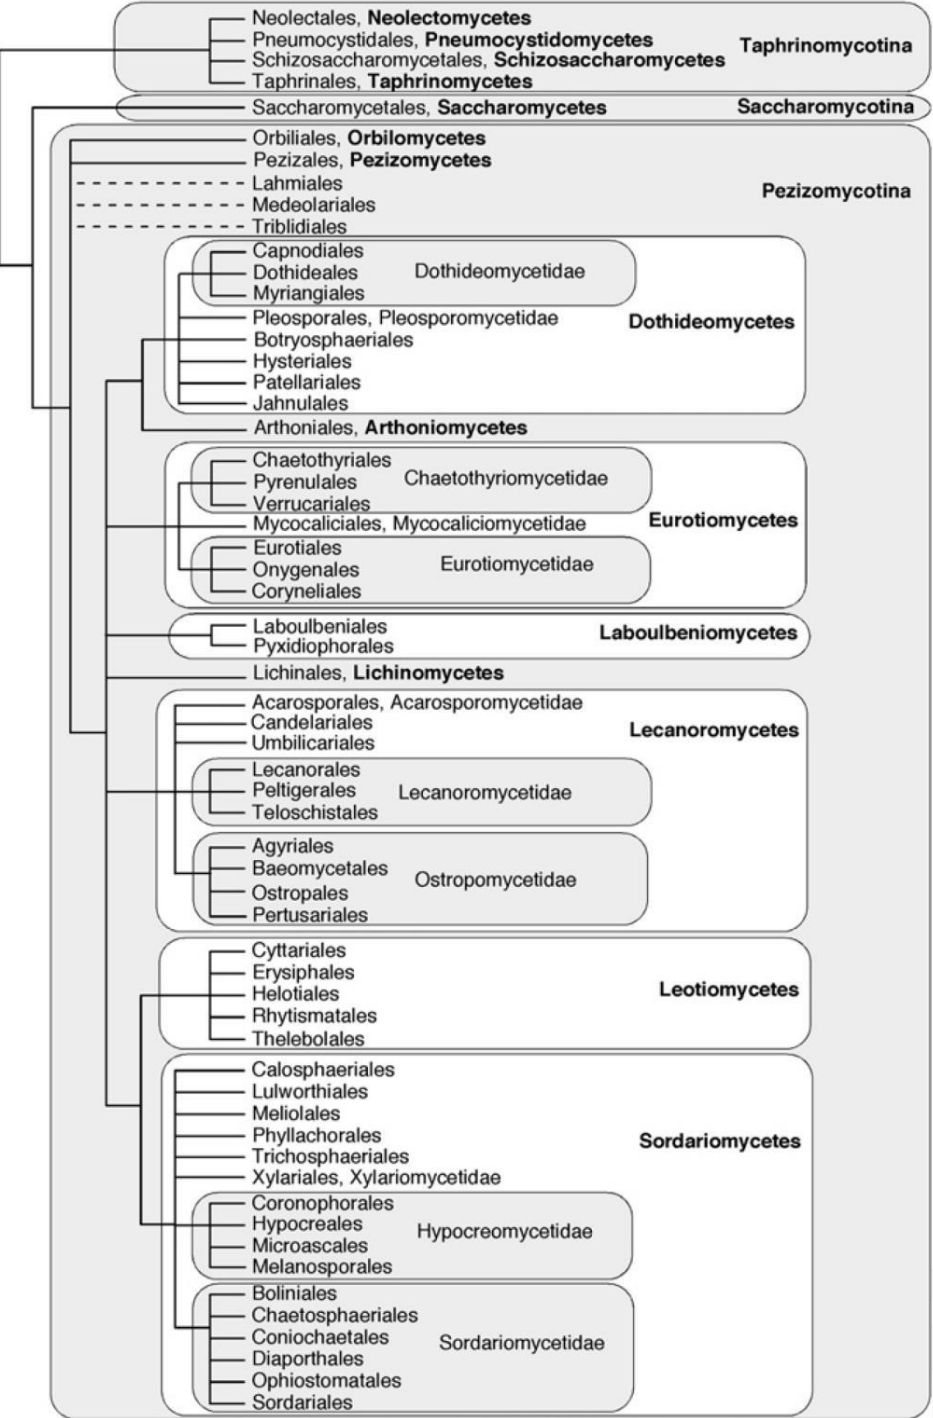 Neolectales, Neolectomycetes
Pneumocystidales, Pneumocystidomycetes
Taphrinomycotina
Schizosaccharomycetales, Schizosaccharomycetes
Taphrinales, Taphrinomycetes
Saccharomycetales, Saccharomycetes
Saccharomycotina
Orbiliales, Orbilomycetes
Pezizales, Pezizomycetes
Lahmiales
Pezizomycotina
Medeolariales
Triblidiales
Capnodiales
Dothideales
Dothideomycetidae
Myriangiales
Pleosporales, Pleosporomycetidae
Dothideomycetes
Botryosphaeriales
Hysteriales
Patellariales
Jahnulales
Arthoniales, Arthoniomycetes
Chaetothyriales
Chaetothyriomycetidae
Pyrenulales
Verrucariales
Eurotiomycetes
Mycocaliciales, Mycocaliciomycetidae
Eurotiales
Eurotiomycetidae
Onygenales
Coryneliales
Laboulbeniales
Laboulbeniomycetes
Pyxidiophorales
Lichinales, Lichinomycetes
Acarosporales, Acarosporomycetidae
Candelariales
Lecanoromycetes
Umbilicariales
Lecanorales
Peltigerales
Lecanoromycetidae
Teloschistales
Agyriales
Baeomycetales
Ostropomycetidae
Ostropales
Pertusariales
Cyttariales
Erysiphales
Leotiomycetes
Helotiales
Rhytismatales
Thelebolales
Calosphaeriales
Lulworthiales
Meliolales
Phyllachorales
Sordariomycetes
Trichosphaeriales
Xylariales, Xylariomycetidae
Coronophorales
Hypocreales
Hypocreomycetidae
Microascales
Melanosporales
Boliniales
Chaetosphaeriales
Coniochaetales
Sordariomycetidae
Diaporthales
Ophiostomatales
Sordariales